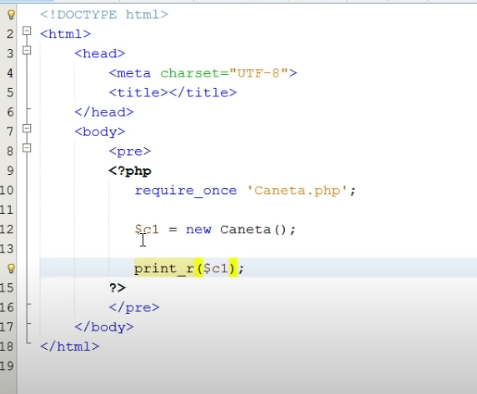 <!DOCTYPE html>
2 <html>
3 <head>
4 <meta charset="UTF-8">
5 <title></title>
6 </head>
7 <body>
8 <pre>
9 <?php
10 require_once 'Caneta.php';
11
12 $c1 = new Caneta();
13
print_r($c1);
15 ?>
16 </pre>
17 </body>
18 </html>
19